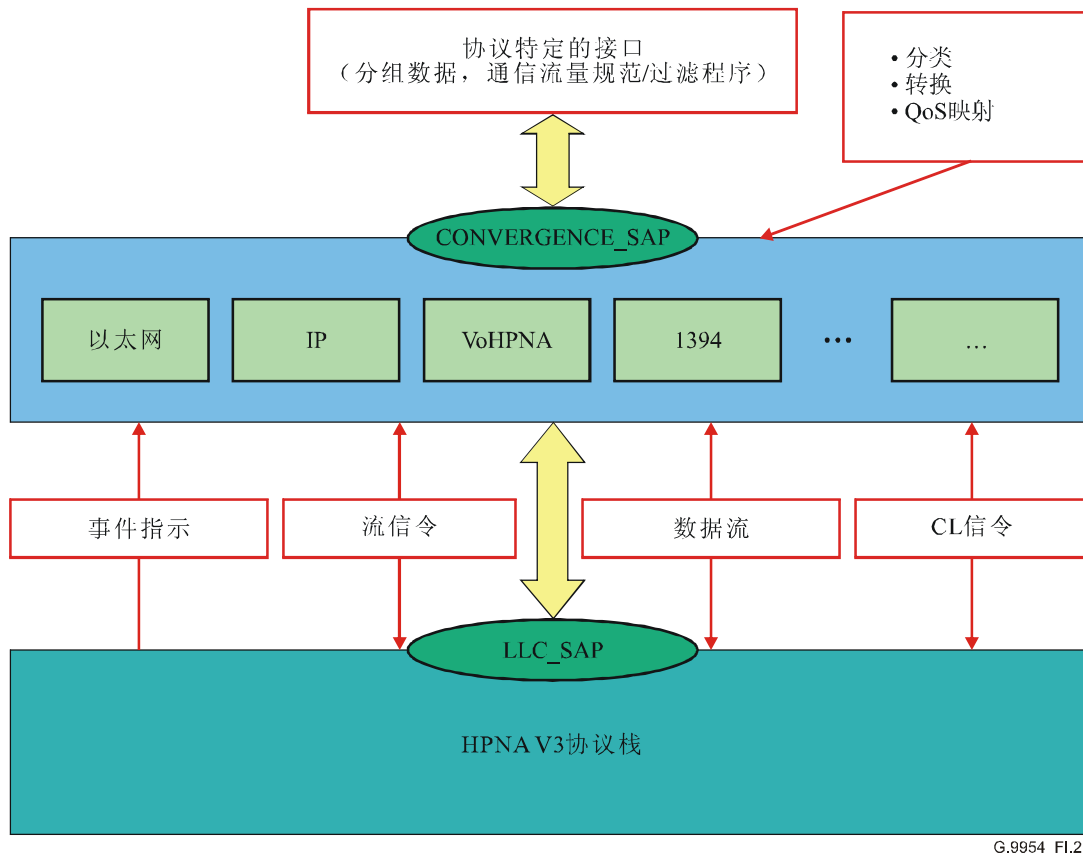 协议特定的接口
（分组数据，通信流量规范/过滤程序）
• 分类
• 转换
• QoS映射
CONVERGENCE_SAP
以太网
IP
VoHPNA
1394
…
…
事件指示
流信令
数据流
CL信令
LLC_SAP
HPNA V3协议栈
G.9954_FI.2